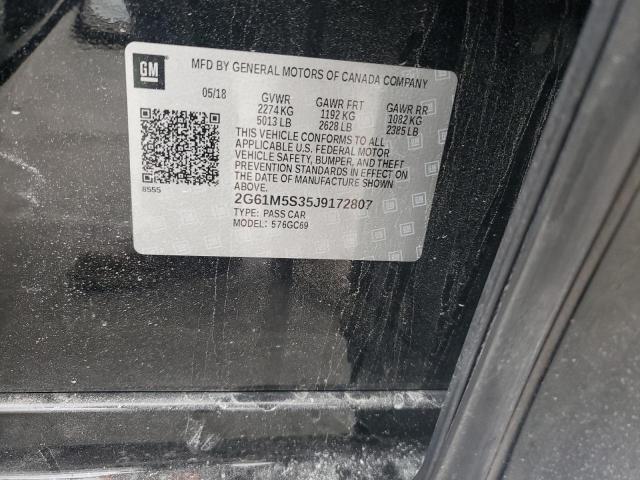 GM
MFD BY GENERAL MOTORS OF CANADA COMPANY
05/18 GVWR GAWR FRT GAWR RR
2274 KG 1192 KG 1082 KG
5013 LB 2628 LB 2385 LB
THIS VEHICLE CONFORMS TO ALL
APPLICABLE U.S. FEDERAL MOTOR
VEHICLE SAFETY, BUMPER, AND THEFT
PREVENTION STANDARDS IN EFFECT ON
THE DATE OF MANUFACTURE SHOWN
ABOVE.
8555
2G61M5S35J9172807
TYPE: PASS CAR
MODEL: 576GC69